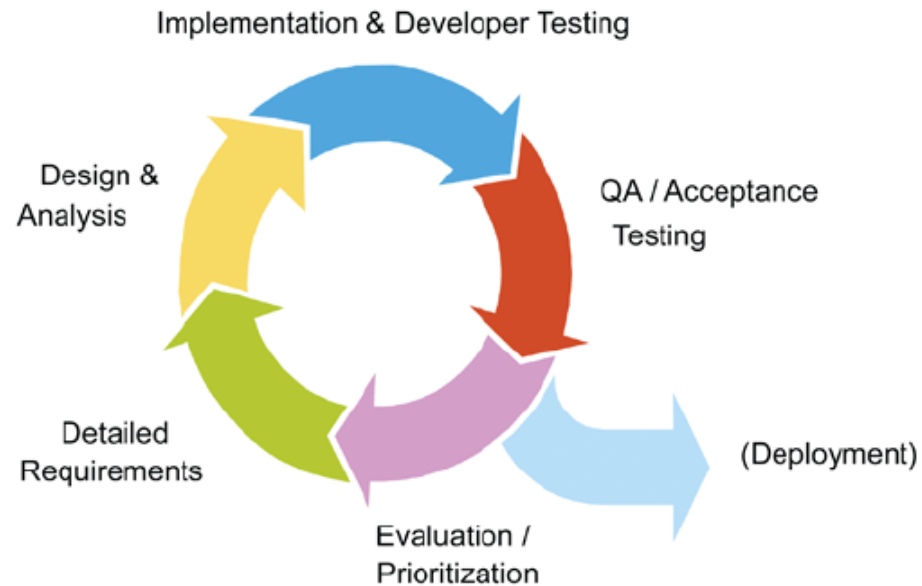 Implementation & Developer Testing
Design &
Analysis
QA / Acceptance
Testing
Detailed
Requirements
(Deployment)
Evaluation /
Prioritization